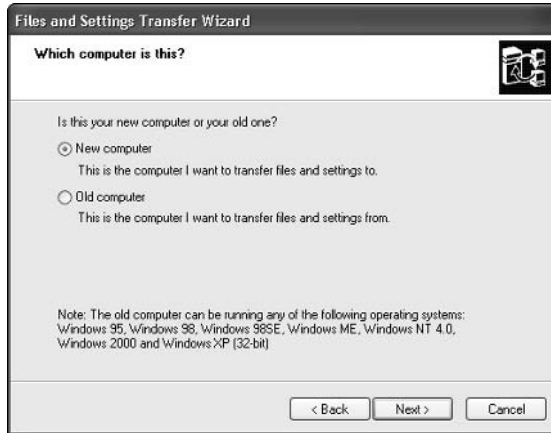 Files and Settings Transfer Wizard
Which computer is this?
Is this your new computer or your old one?
New computer
This is the computer I want to transfer files and settings to.
Old computer
This is the computer I want to transfer files and settings from.
Note: The old computer can be running any of the following operating systems:
Windows 95, Windows 98, Windows 98SE, Windows ME, Windows NT 4.0,
Windows 2000 and Windows XP (32-bit)
< Back Next > Cancel